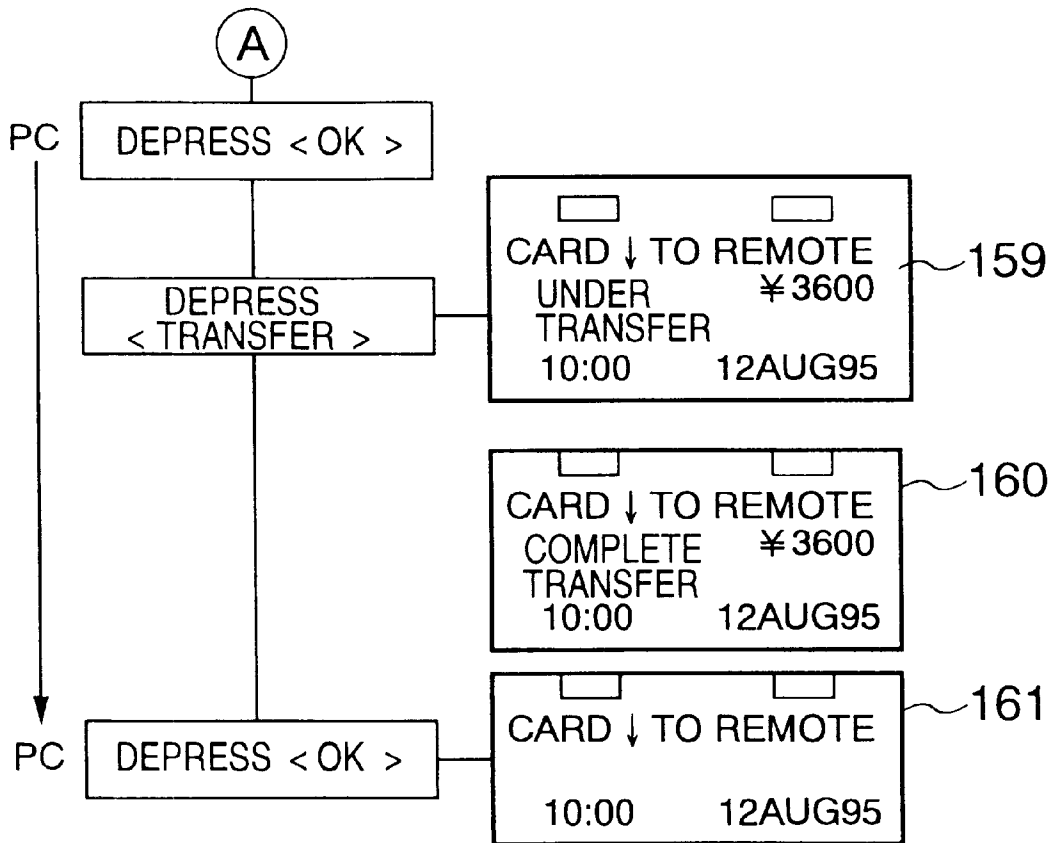 A
PC
DEPRESS < OK >
DEPRESS
< TRANSFER >
CARD ↓ TO REMOTE
¥3600
UNDER
TRANSFER
10:00 12AUG95
159
CARD ↓ TO REMOTE
¥3600
COMPLETE
TRANSFER
10:00 12AUG95
160
PC
DEPRESS < OK >
CARD ↓ TO REMOTE
10:00 12AUG95
161